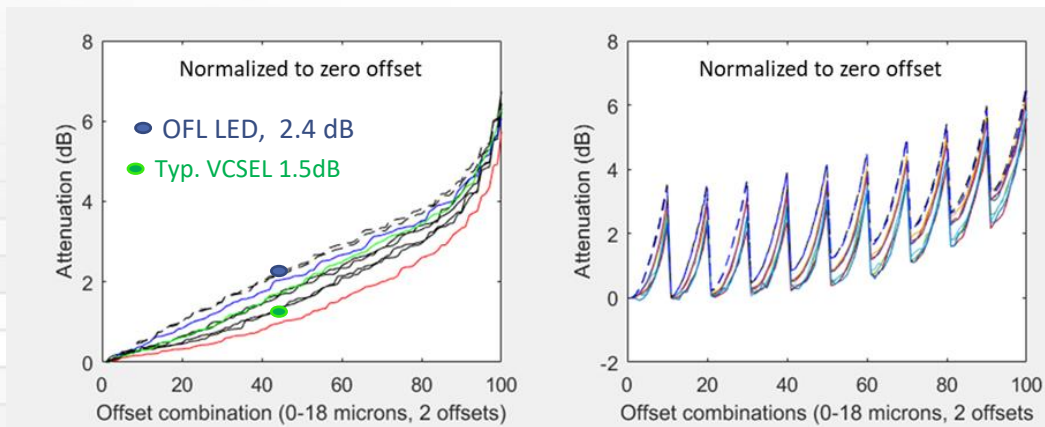 8
6
4
2
0
Attenuation (dB)
Normalized to zero offset
OFL LED, 2.4 dB
Typ. VCSEL 1.5dB
0 20 40 60 80 100
Offset combination (0-18 microns, 2 offsets)
8
6
4
2
0
-2
Attenuation (dB)
Normalized to zero offset
0 20 40 60 80 100
Offset combinations (0-18 microns, 2 offsets